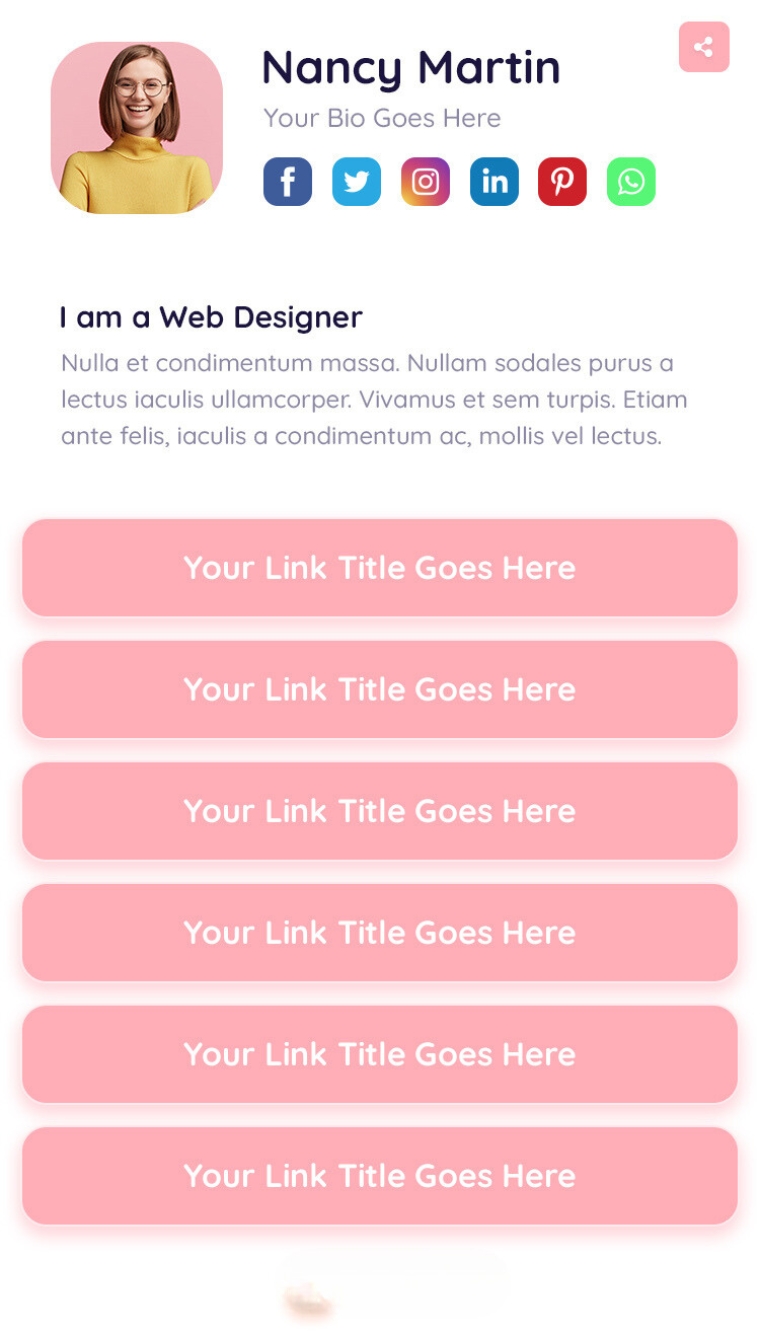 Nancy Martin
Your Bio Goes Here
I am a Web Designer
Nulla et condimentum massa. Nullam sodales purus a
lectus iaculis ullamcorper. Vivamus et sem turpis. Etiam
ante felis, iaculis a condimentum ac, mollis vel lectus.
Your Link Title Goes Here
Your Link Title Goes Here
Your Link Title Goes Here
Your Link Title Goes Here
Your Link Title Goes Here
Your Link Title Goes Here